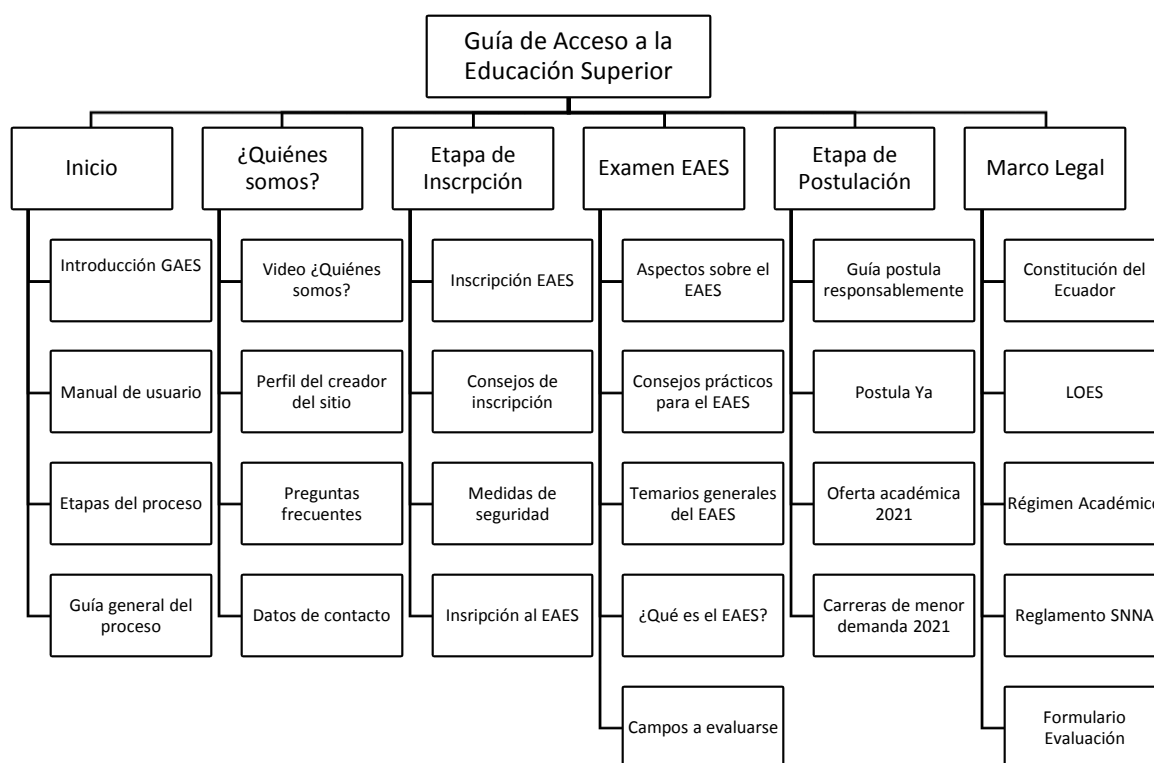 Guía de Acceso a la
Educación Superior
Inicio
¿Quiénes
somos?
Etapa de
Inscrpción
Examen EAES
Etapa de
Postulación
Marco Legal
Introducción GAES
Video ¿Quiénes
somos?
Inscripción EAES
Aspectos sobre el
EAES
Guía postula
responsablemente
Constitución del
Ecuador
Manual de usuario
Perfil del creador
del sitio
Consejos de
inscripción
Consejos prácticos
para el EAES
Postula Ya
LOES
Etapas del proceso
Preguntas
frecuentes
Medidas de
seguridad
Temarios generales
del EAES
Oferta académica
2021
Régimen Académico
Guía general del
proceso
Datos de contacto
Insripción al EAES
¿Qué es el EAES?
Carreras de menor
demanda 2021
Reglamento SNNA
Campos a evaluarse
Formulario
Evaluación